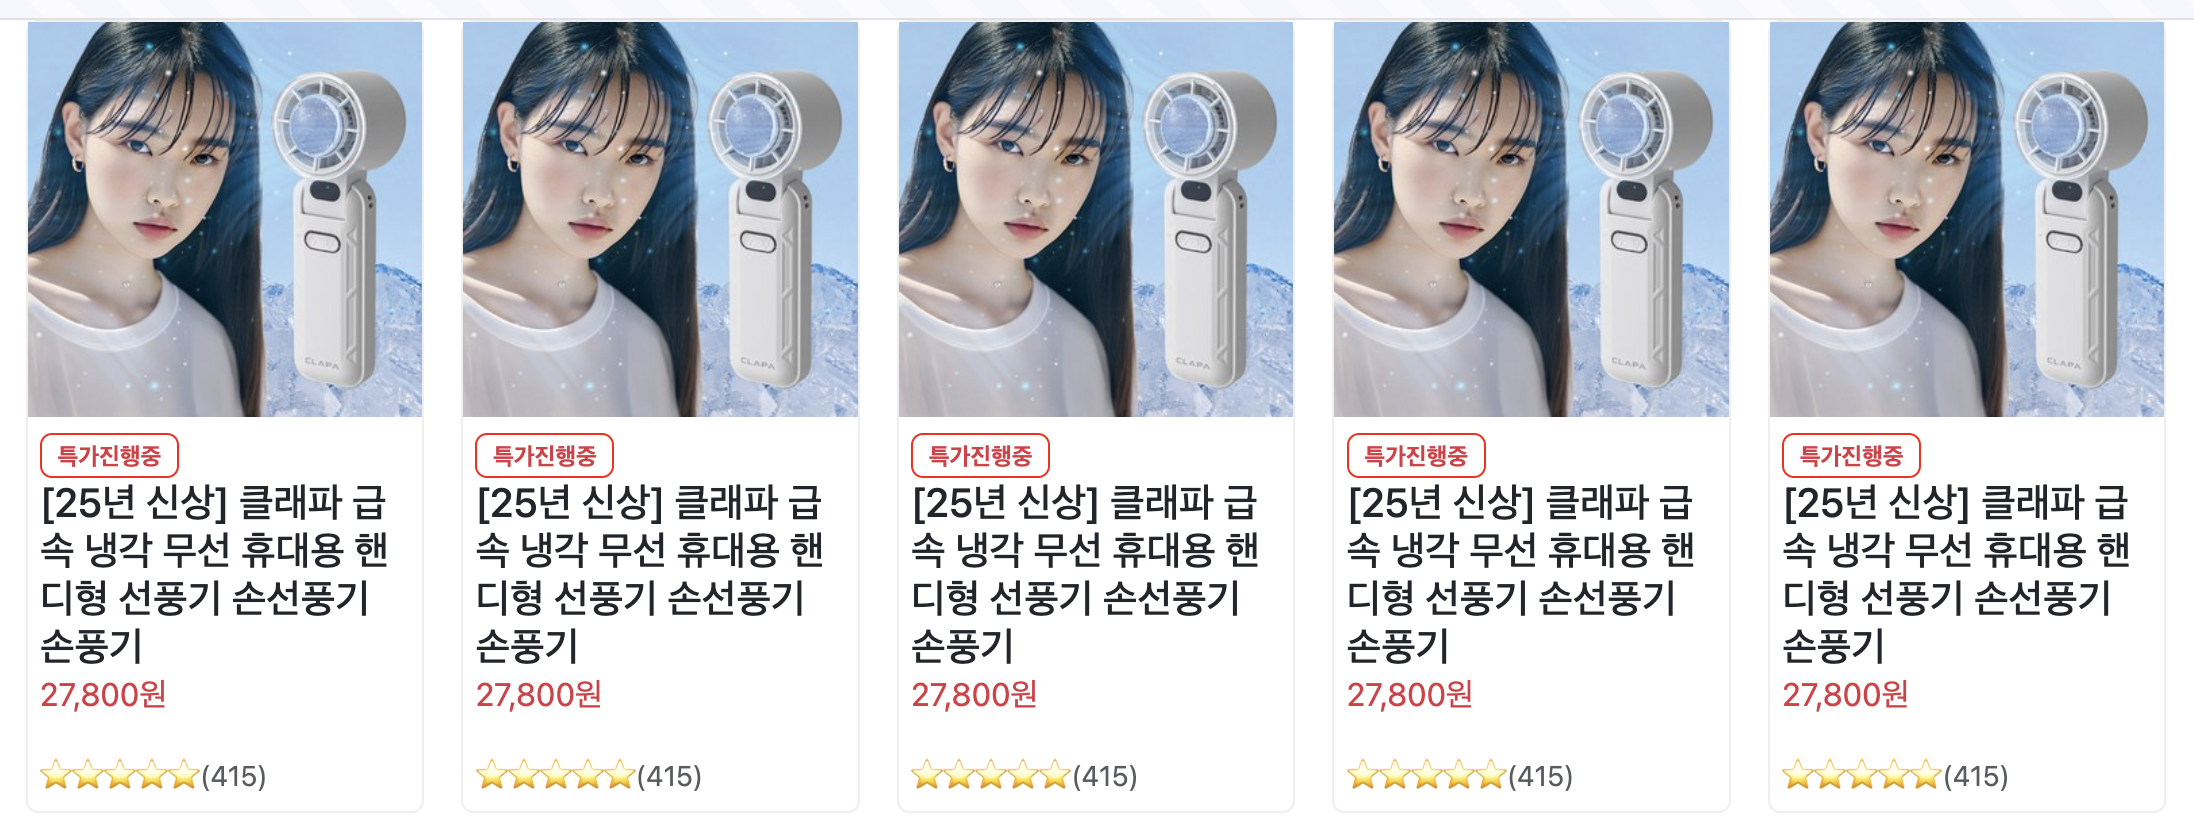 CLAPA
특가진행중
[25년 신상] 클래파 급
속 냉각 무선 휴대용 핸
디형 선풍기 손선풍기
손풍기
27,800원
⭐⭐⭐⭐⭐(415)
CLAPA
특가진행중
[25년 신상] 클래파 급
속 냉각 무선 휴대용 핸
디형 선풍기 손선풍기
손풍기
27,800원
⭐⭐⭐⭐⭐(415)
CLAPA
특가진행중
[25년 신상] 클래파 급
속 냉각 무선 휴대용 핸
디형 선풍기 손선풍기
손풍기
27,800원
⭐⭐⭐⭐⭐(415)
CLAPA
특가진행중
[25년 신상] 클래파 급
속 냉각 무선 휴대용 핸
디형 선풍기 손선풍기
손풍기
27,800원
⭐⭐⭐⭐⭐(415)
CLAPA
특가진행중
[25년 신상] 클래파 급
속 냉각 무선 휴대용 핸
디형 선풍기 손선풍기
손풍기
27,800원
⭐⭐⭐⭐⭐(415)